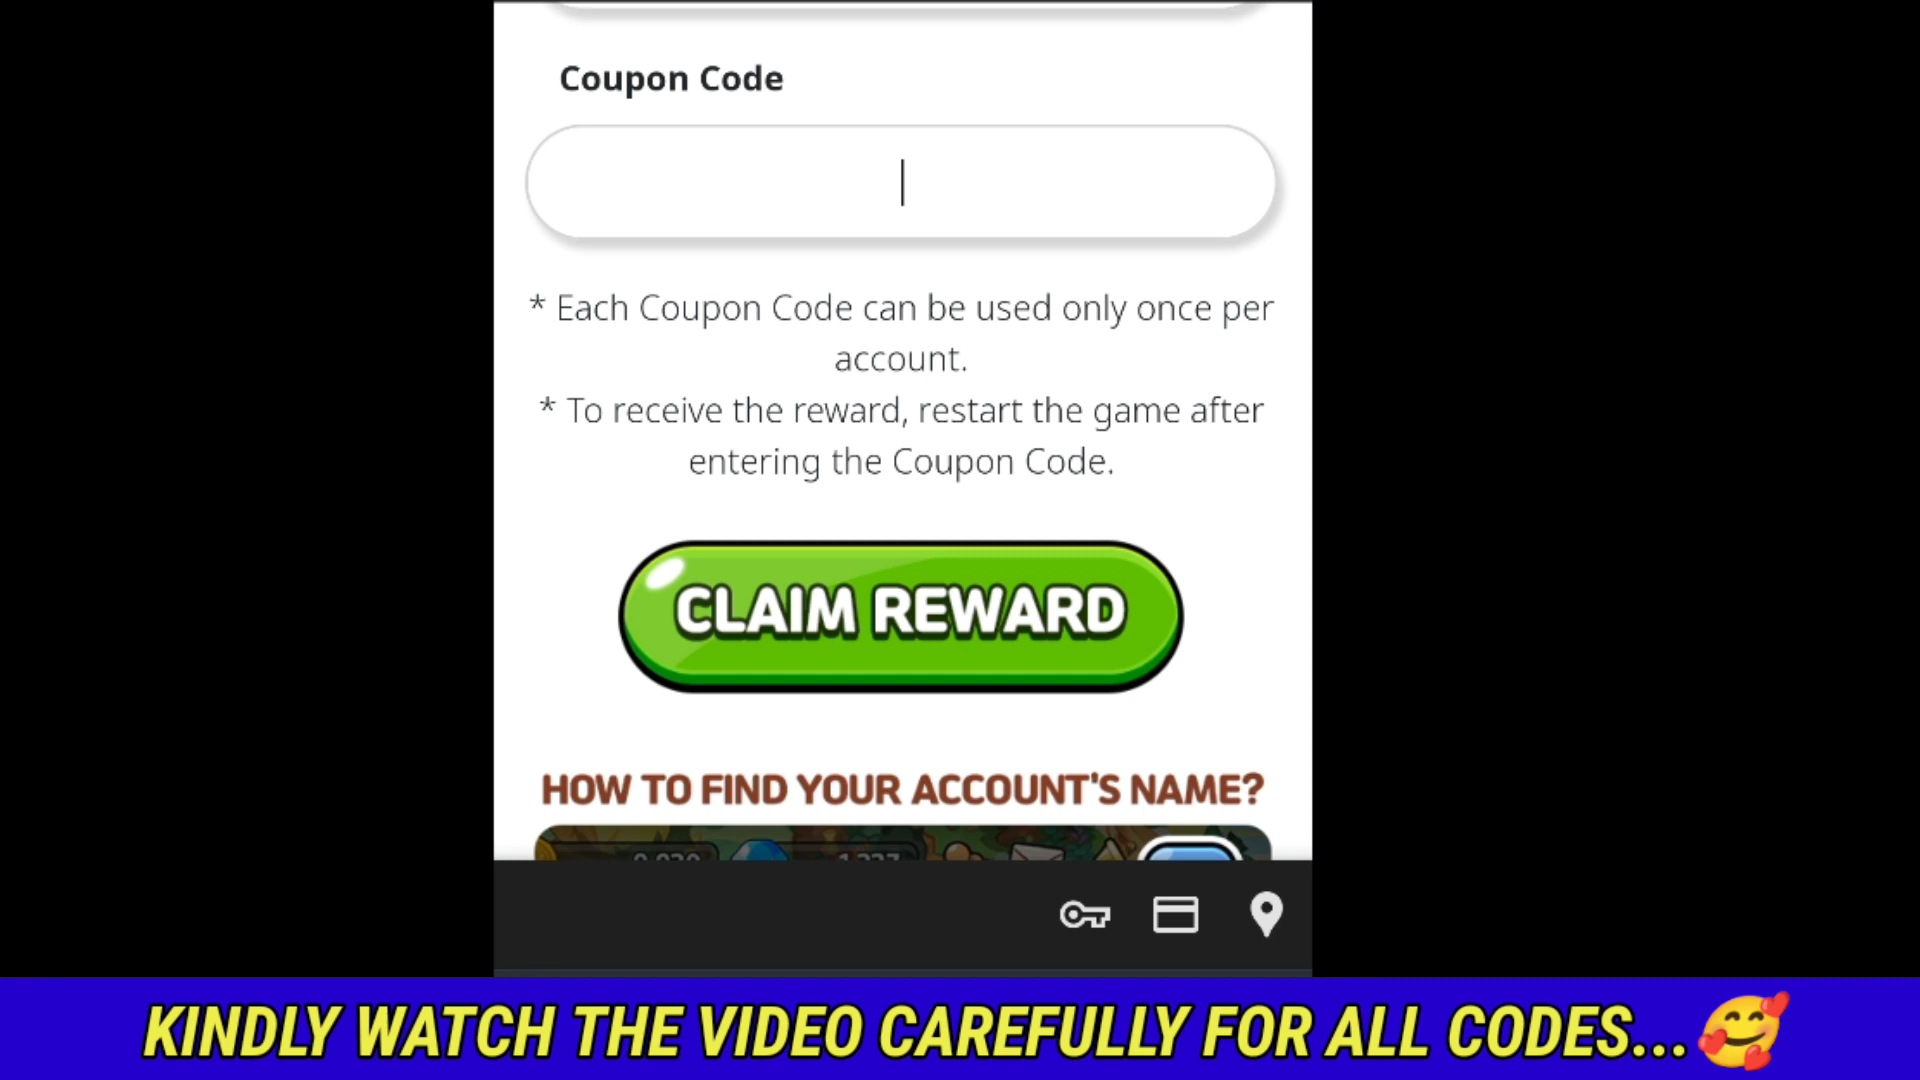 Coupon Code
* Each Coupon Code can be used only once per
account.
* To receive the reward, restart the game after
entering the Coupon Code.
CLAIM REWARD
HOW TO FIND YOUR ACCOUNT'S NAME?
KINDLY WATCH THE VIDEO CAREFULLY FOR ALL CODES...